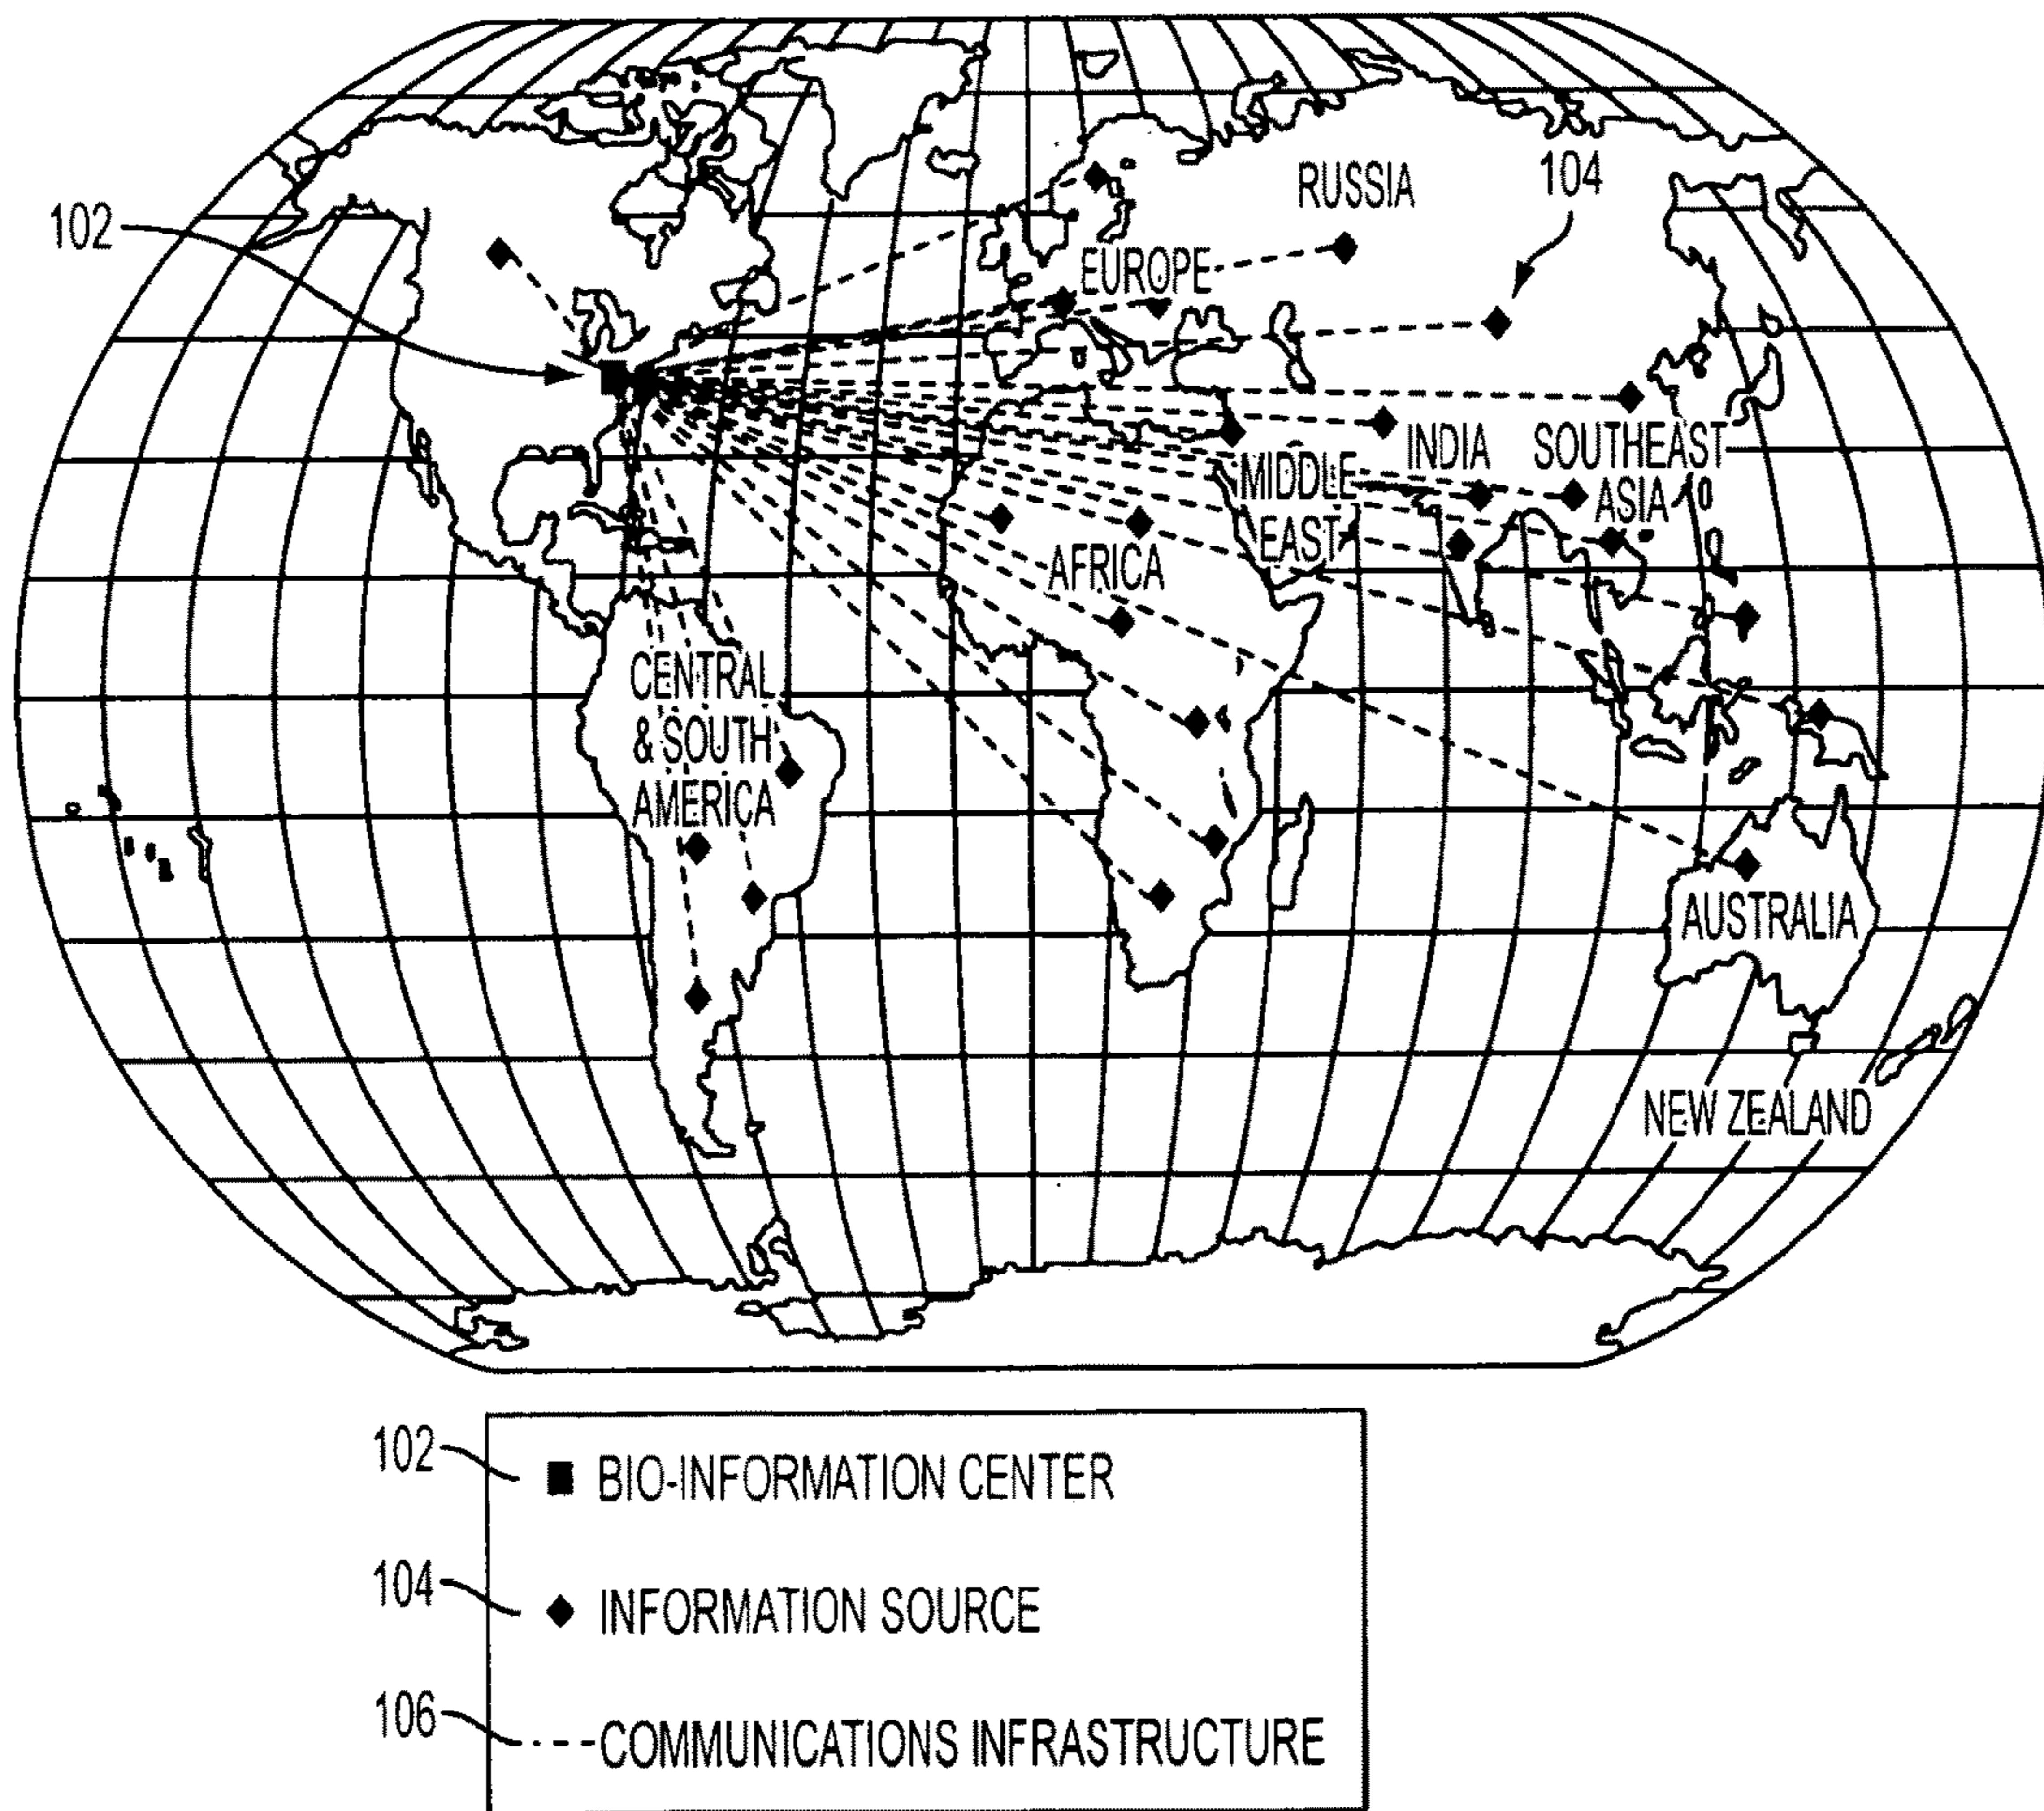 RUSSIA
104
102
EUROPE
INDIA
SOUTHEAST
ASIA
MIDDLE
EAST
AFRICA
CENTRAL
& SOUTH
AMERICA
AUSTRALIA
NEW ZEALAND
102
BIO-INFORMATION CENTER
104
INFORMATION SOURCE
106
COMMUNICATIONS INFRASTRUCTURE